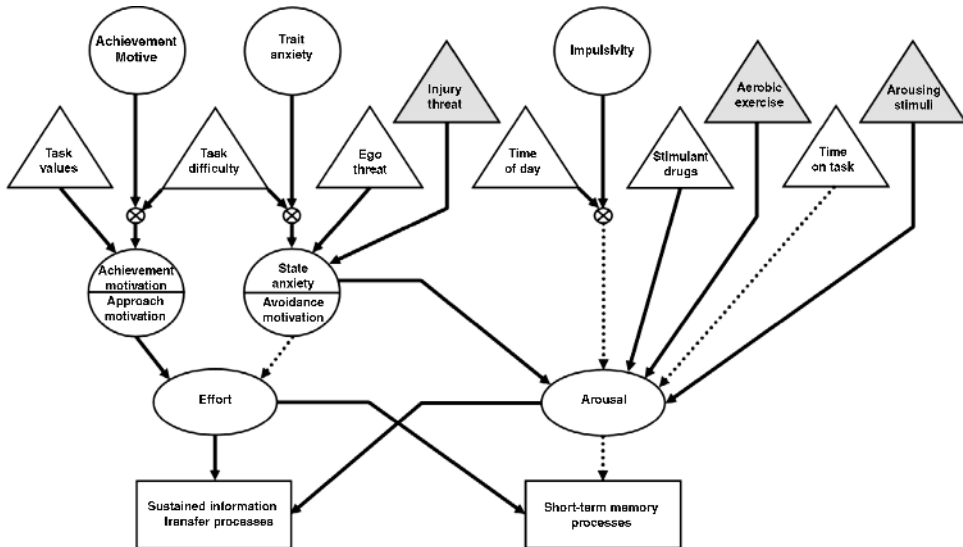 Achievement
Motive
Trait
anxiety
Impulsivity
Injury
threat
Aerobic
exercise
Arousing
stimuli
Task
values
Task
difficulty
Ego
threat
Time
of day
Stimulant
drugs
Time
on task
Achievement
motivation
Approach
motivation
State
anxiety
Avoidance
motivation
Effort
Arousal
Sustained information
transfer processes
Short-term memory
processes